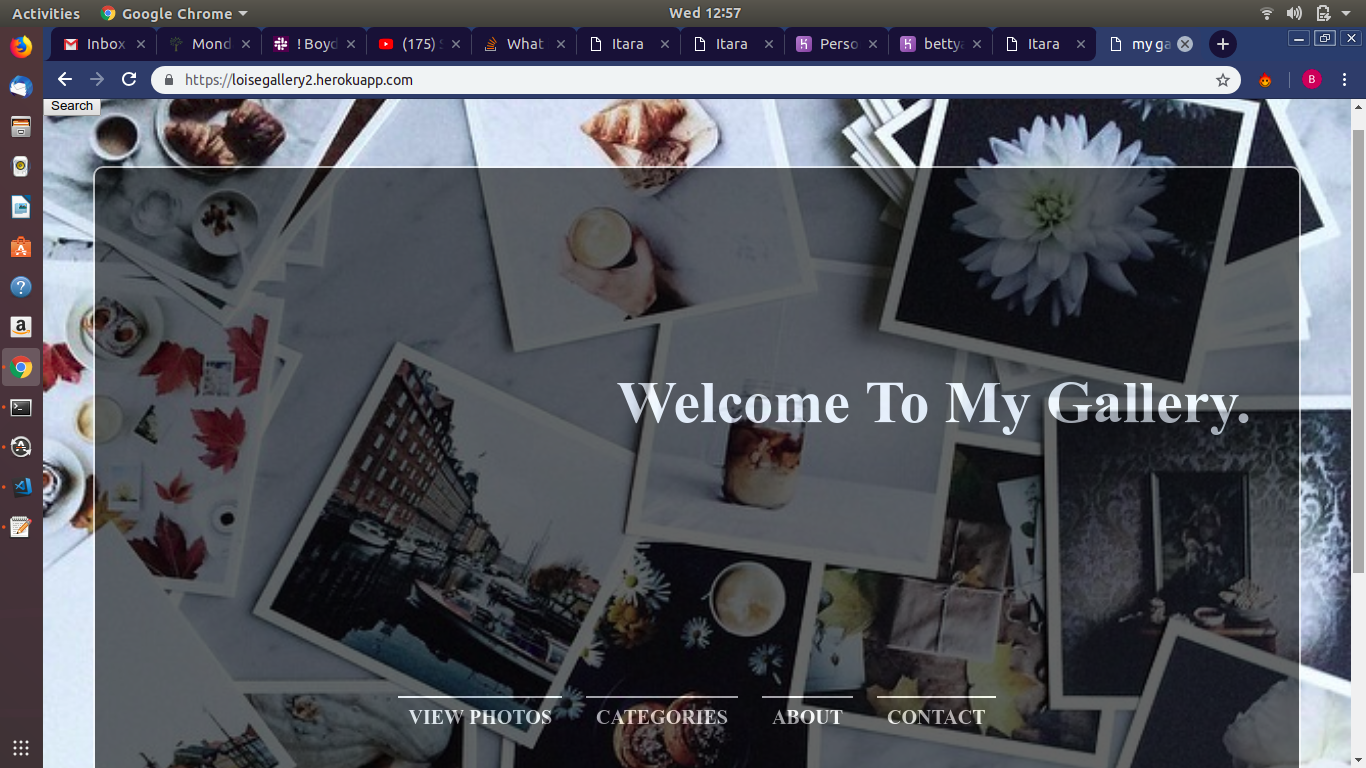 Activities Google Chrome Wed 12:57
Inbox Mond ! Boyd (175) S What Itara Itara Perso betty Itara my ga
https://loisegallery2.herokuapp.com B
Search
Welcome To My Gallery.
VIEW PHOTOS CATEGORIES ABOUT CONTACT